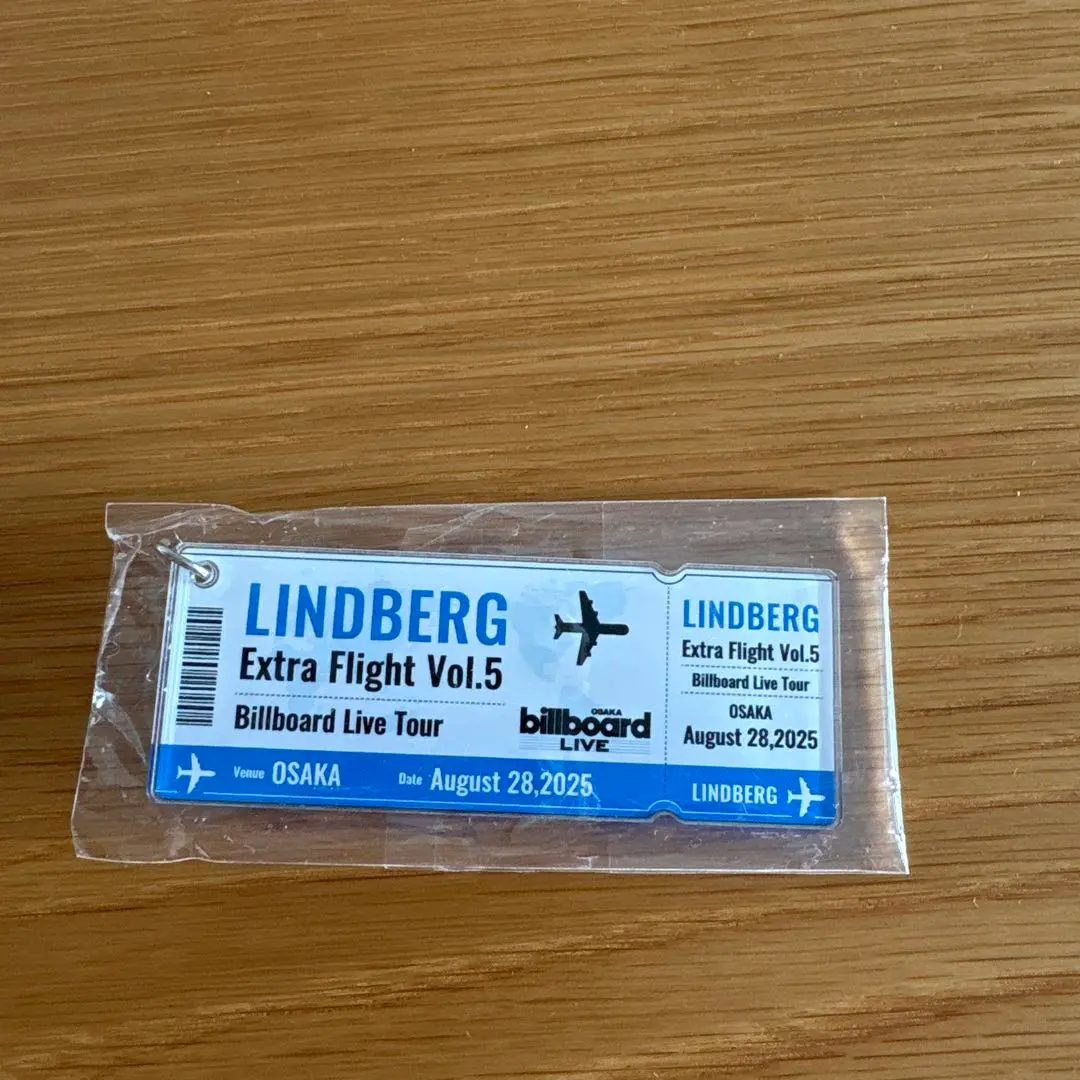 LINDBERG
Extra Flight Vol.5
Billboard Live Tour
OSAKA
billboard
LIVE
Venue OSAKA Date August 28,2025
LINDBERG
Extra Flight Vol.5
Billboard Live Tour
OSAKA
August 28,2025
LINDBERG